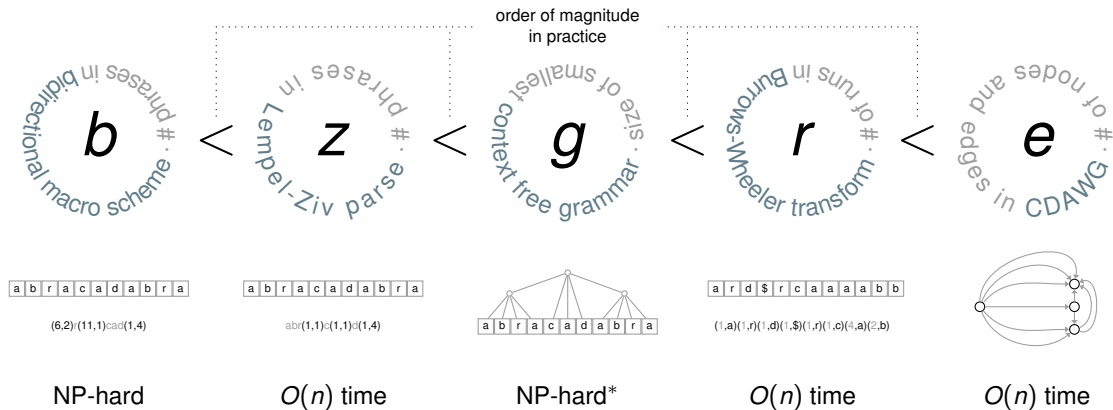 order of magnitude
in practice
# phrases in bidirectional macro scheme ·
b
<
# phrases in Lempel-Ziv parse ·
z
<
size of smallest context free grammar ·
g
<
# of runs in Burrows-Wheeler transform ·
r
<
# of nodes and edges in CDAWG ·
e
a b r a c a d a b r a
(6,2)r(11,1)cad(1,4)
a b r a c a d a b r a
abr(1,1)c(1,1)d(1,4)
a b r a c a d a b r a
a r d $ r c a a a a b b
(1,a)(1,r)(1,d)(1,$)(1,r)(1,c)(4,a)(2,b)
NP-hard
O(n) time
NP-hard*
O(n) time
O(n) time